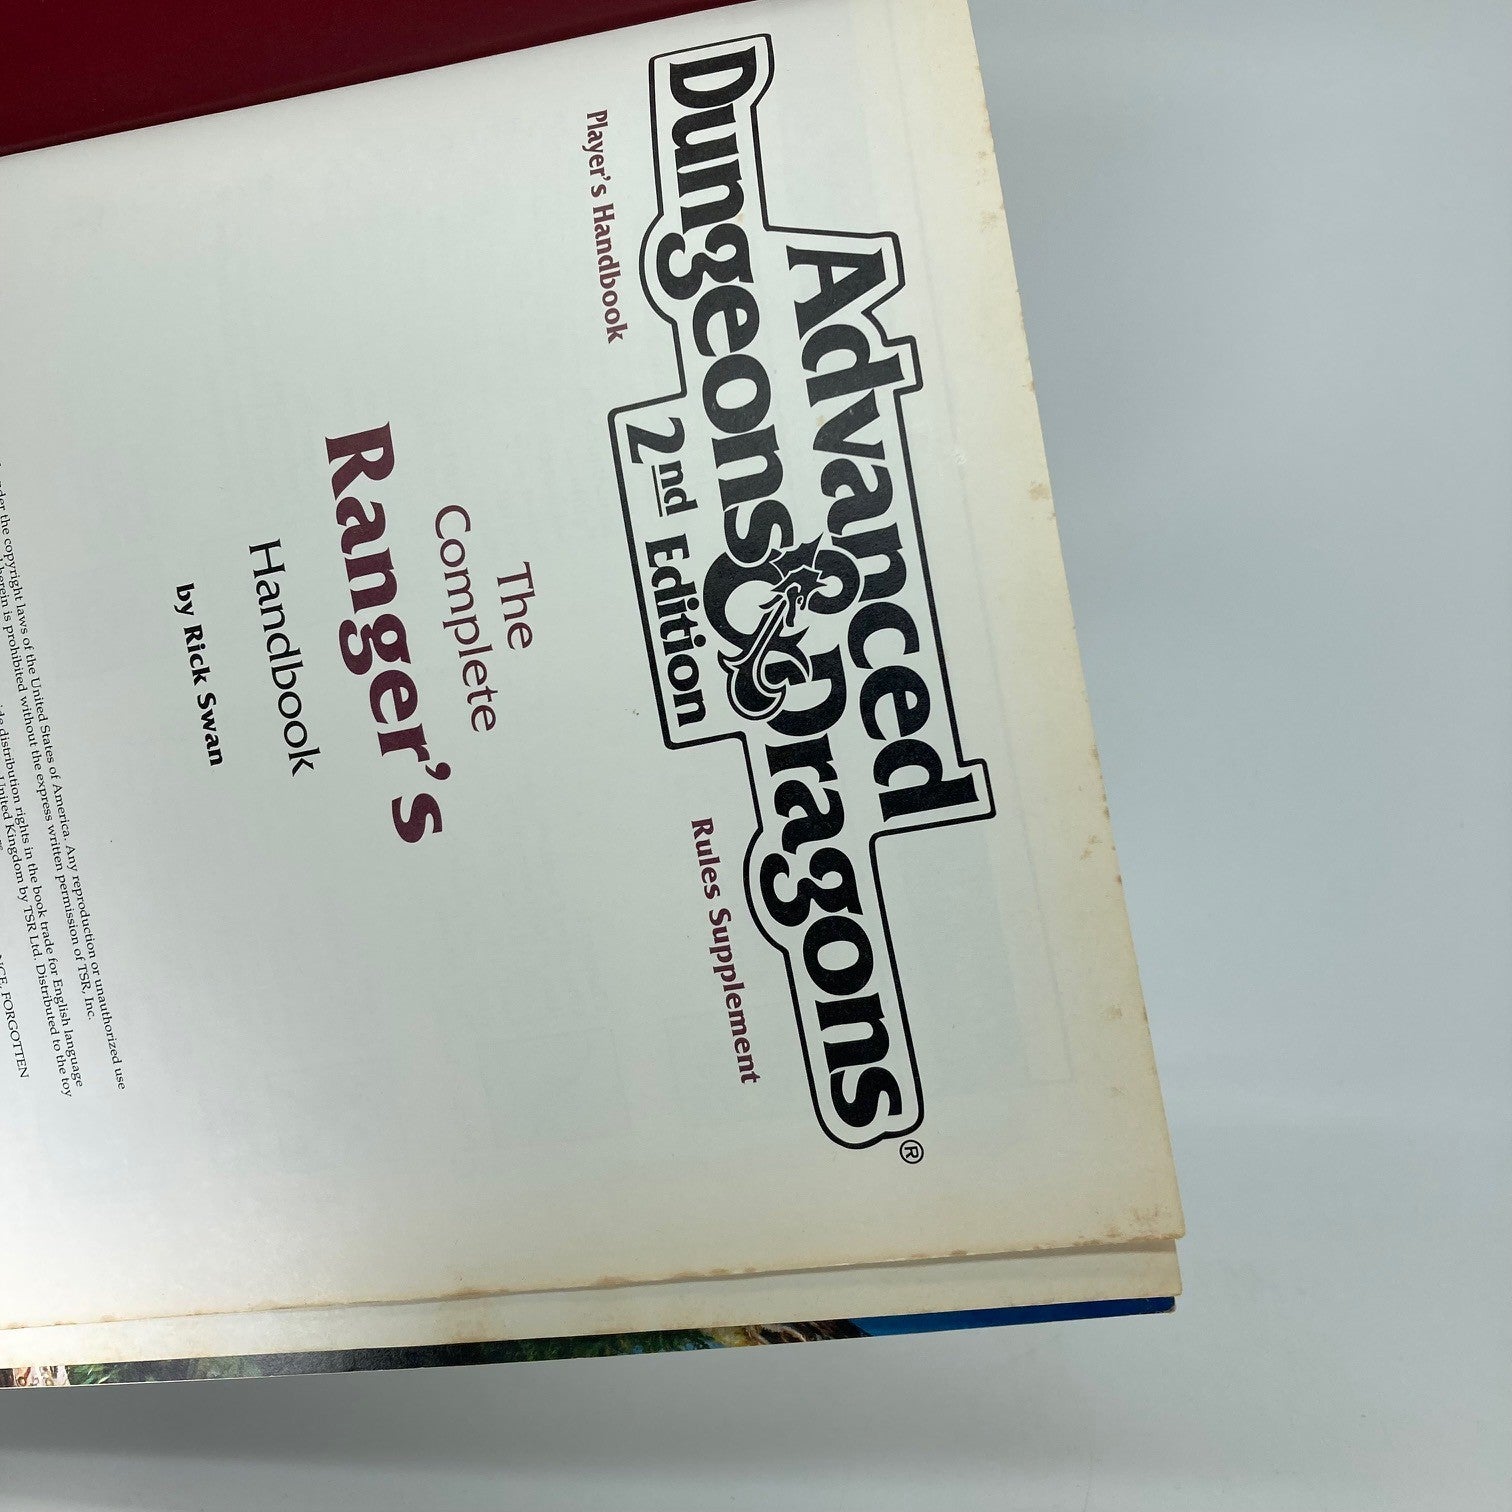 Advanced
Dungeons & Dragons®
2nd Edition
Player's Handbook
Rules Supplement
The
Complete
Ranger's
Handbook
by Rick Swan
the copyright laws of the United States of America. Any reproduction or unauthorized use
herein is prohibited without the express written permission of TSR, Inc.
distribution rights in the book trade for English language
United Kingdom by TSR Ltd. Distributed to the toy
FORGOTTEN